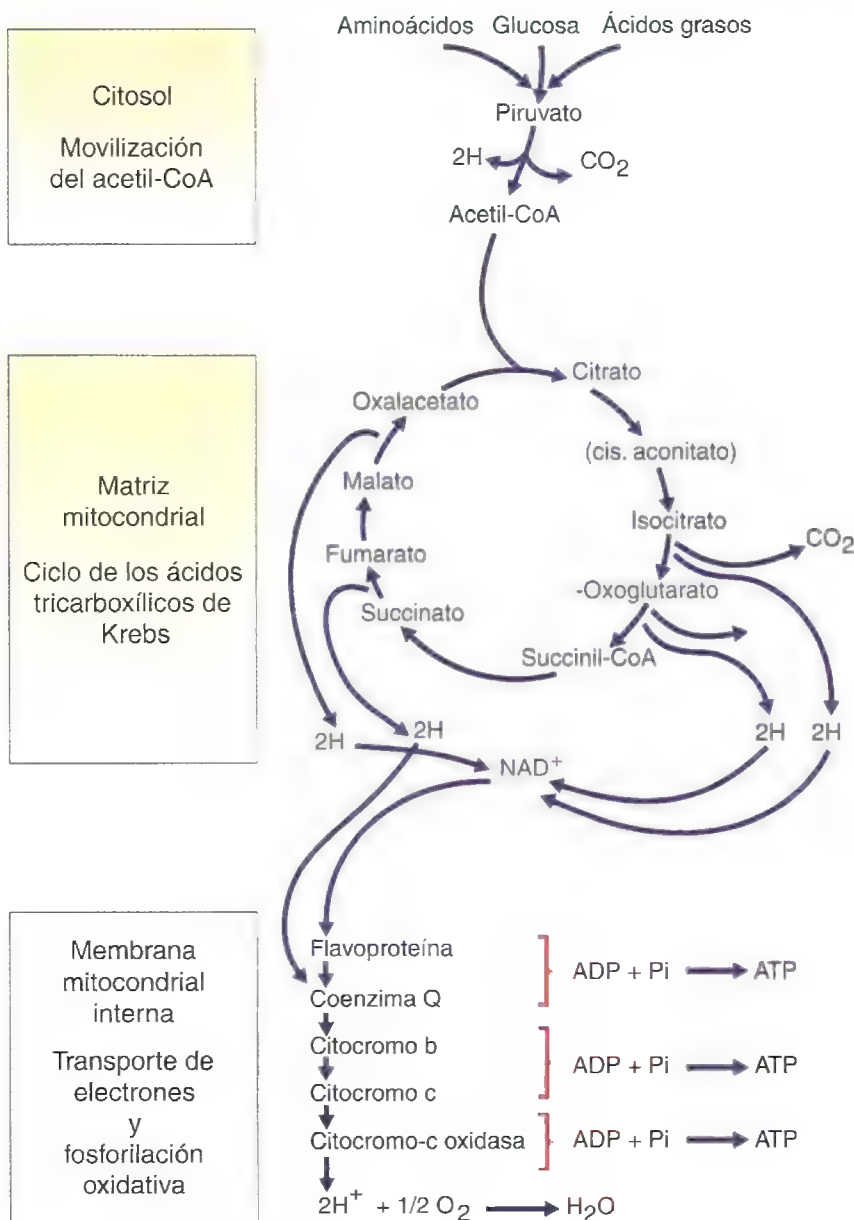 Aminoácidos Glucosa Ácidos grasos
Citosol
Movilización
del acetil-CoA
Piruvato
2H
CO2
Acetil-CoA
Matriz
mitocondrial
Ciclo de los ácidos
tricarboxílicos de
Krebs
Citrato
Oxalacetato
(cis. aconitato)
Malato
Isocitrato
CO2
Fumarato
-Oxoglutarato
Succinato
Succinil-CoA
2H
2H
2H
2H
NAD+
Membrana
mitocondrial
interna
Transporte de
electrones
y
fosforilación
oxidativa
Flavoproteína
ADP + Pi ATP
Coenzima Q
Citocromo b
ADP + Pi ATP
Citocromo c
Citocromo-c oxidasa ADP + Pi ATP
2H+ + 1/2 O2 H2O